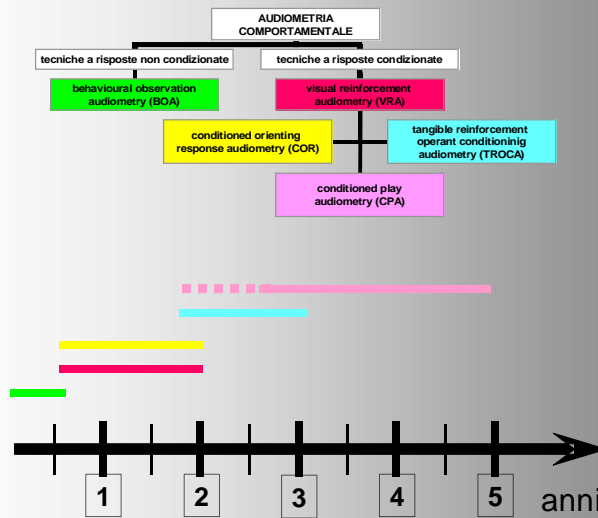 AUDIOMETRIA
COMPORTAMENTALE
tecniche a risposte non condizionate
tecniche a risposte condizionate
behavioural observation
audiometry (BOA)
visual reinforcement
audiometry (VRA)
conditioned orienting
response audiometry (COR)
tangible reinforcement
operant conditioninig
audiometry (TROCA)
conditioned play
audiometry (CPA)
1
2
3
4
5
anni